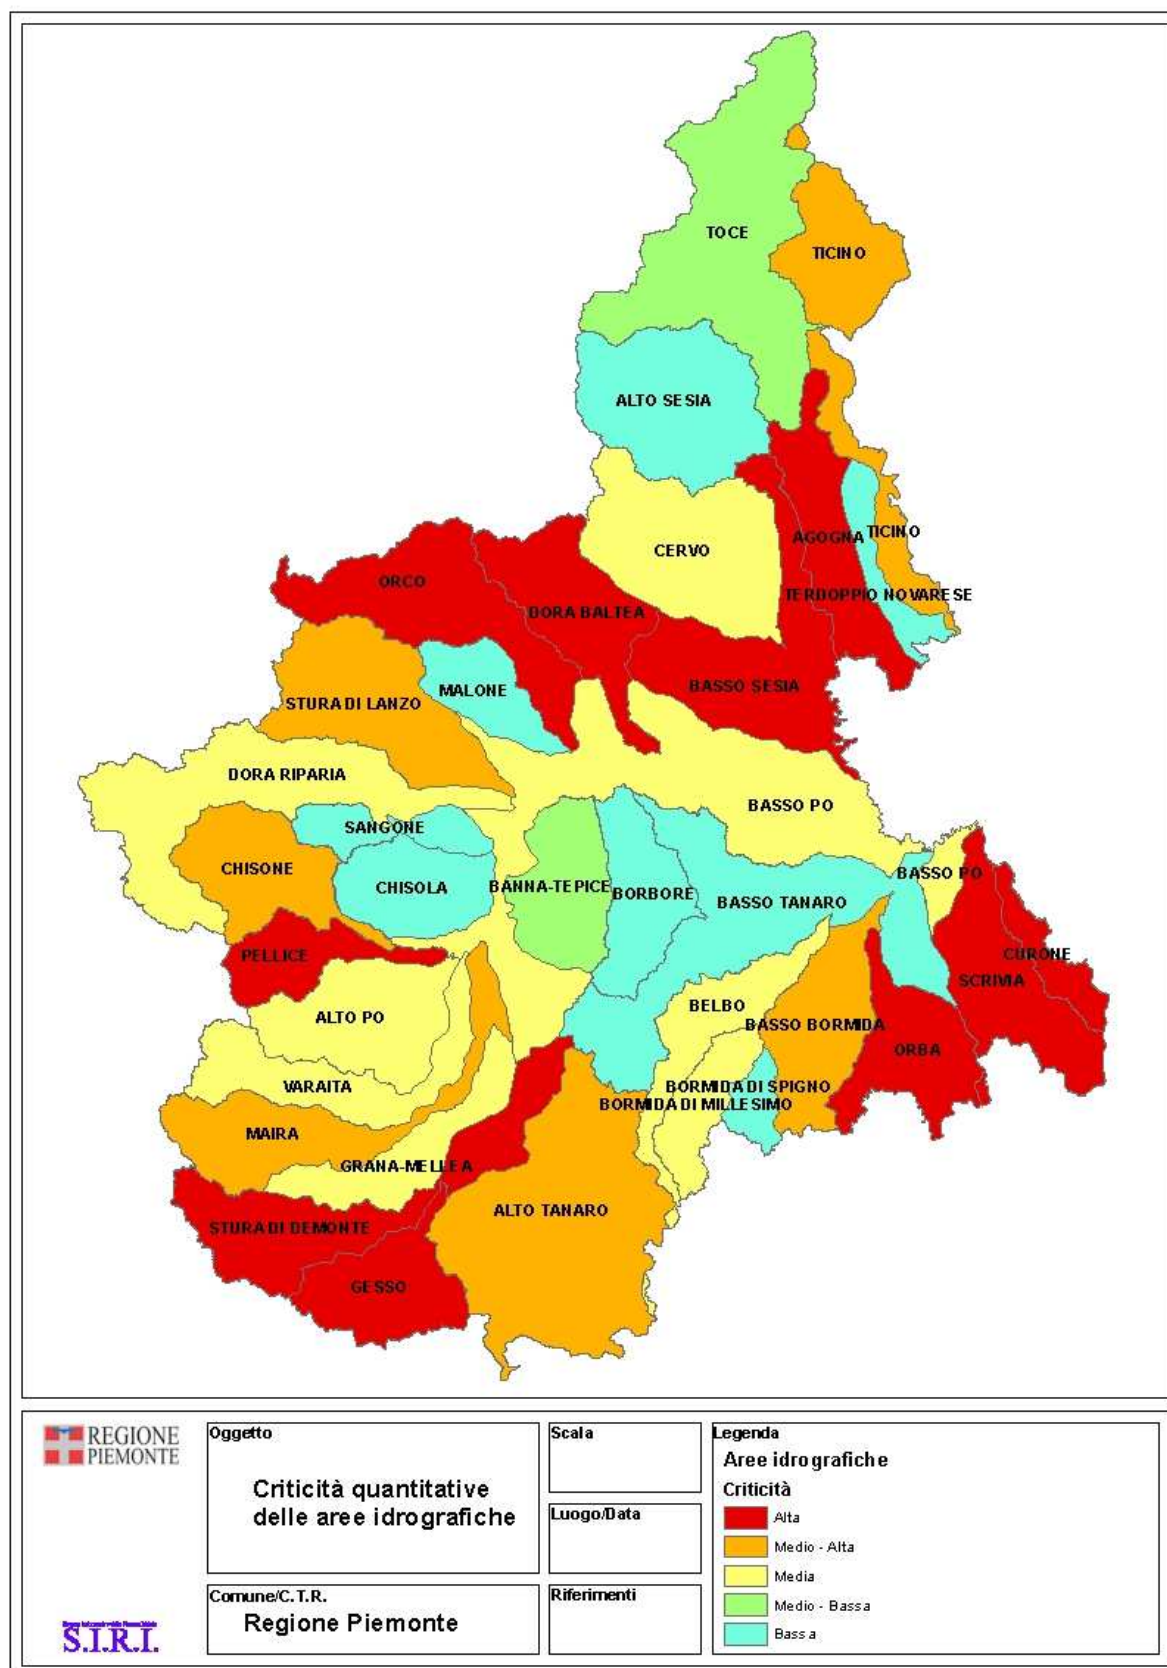 TOCE
TICINO
ALTO SESIA
AGOGNA
TICINO
CERVO
ORCO
TERDOPPIO NOVARESE
DORA BALTEA
BASSO SESIA
MALONE
STURA DI LANZO
DORA RIPARIA
BASSO PO
SANGONE
CHISONE
BASSO PO
CHISOLA
BANNA-TEPICE
BORBORE
BASSO TANARO
PELLICE
CURONE
SCRIVIA
BELBO
ALTO PO
BASSO BORMIDA
ORBA
VARAITA
BORMIDA DI SPIGNO
BORMIDA DI MILLESIMO
MAIRA
GRANA-MELLEA
ALTO TANARO
STURA DI DEMONTE
GESSO
REGIONE
PIEMONTE
S.I.R.I.
Oggetto
Criticità quantitative
delle aree idrografiche
Comune/C.T.R.
Regione Piemonte
Scala
Luogo/Data
Riferimenti
Legenda
Aree idrografiche
Criticità
Alta
Medio - Alta
Media
Medio - Bassa
Bassa